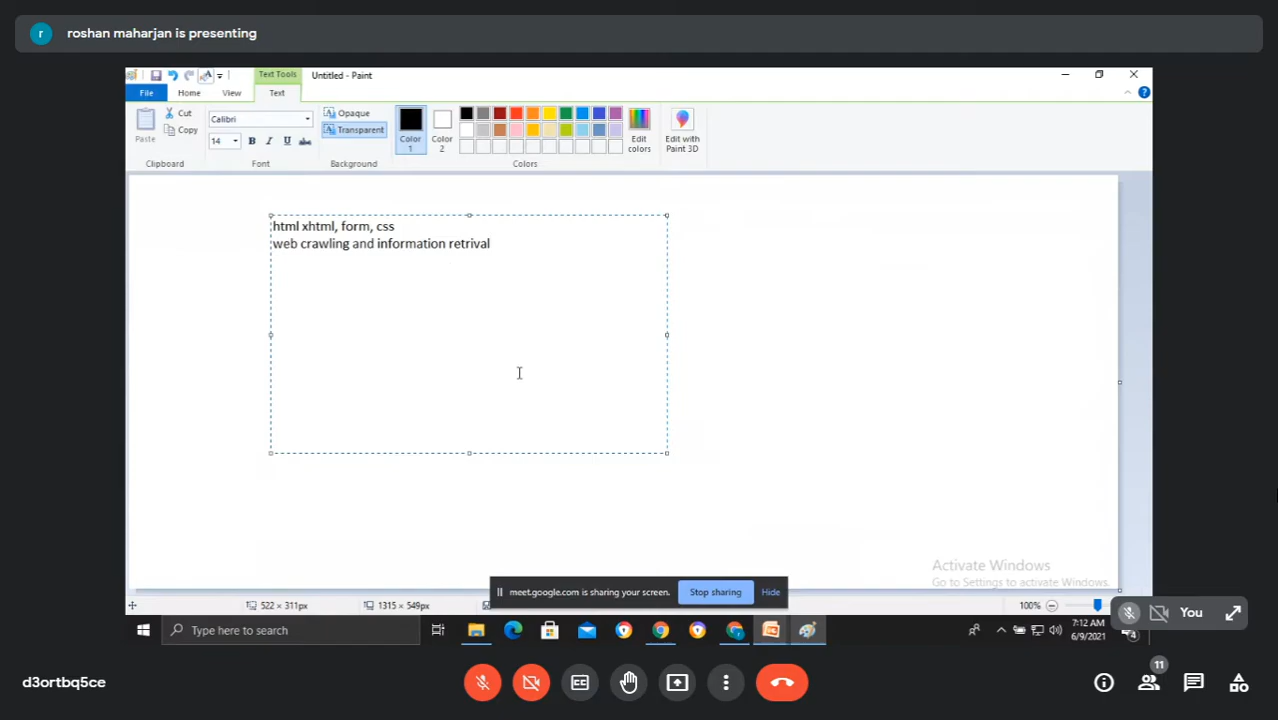 r
roshan maharjan is presenting
Text Tools
Untitled - Paint
File
Home
View
Text
Paste
Cut
Copy
Clipboard
Calibri
14
B
I
U
abc
Font
Opaque
Transparent
Background
Color
1
Color
2
Edit
colors
Colors
Edit with
Paint 3D
html xhtml, form, css
web crawling and information retrival
Activate Windows
Go to Settings to activate Windows.
meet.google.com is sharing your screen.
Stop sharing
Hide
522 × 311px
1315 × 549px
100%
Type here to search
7:12 AM
6/9/2021
4
You
d3ortbq5ce
CC
11